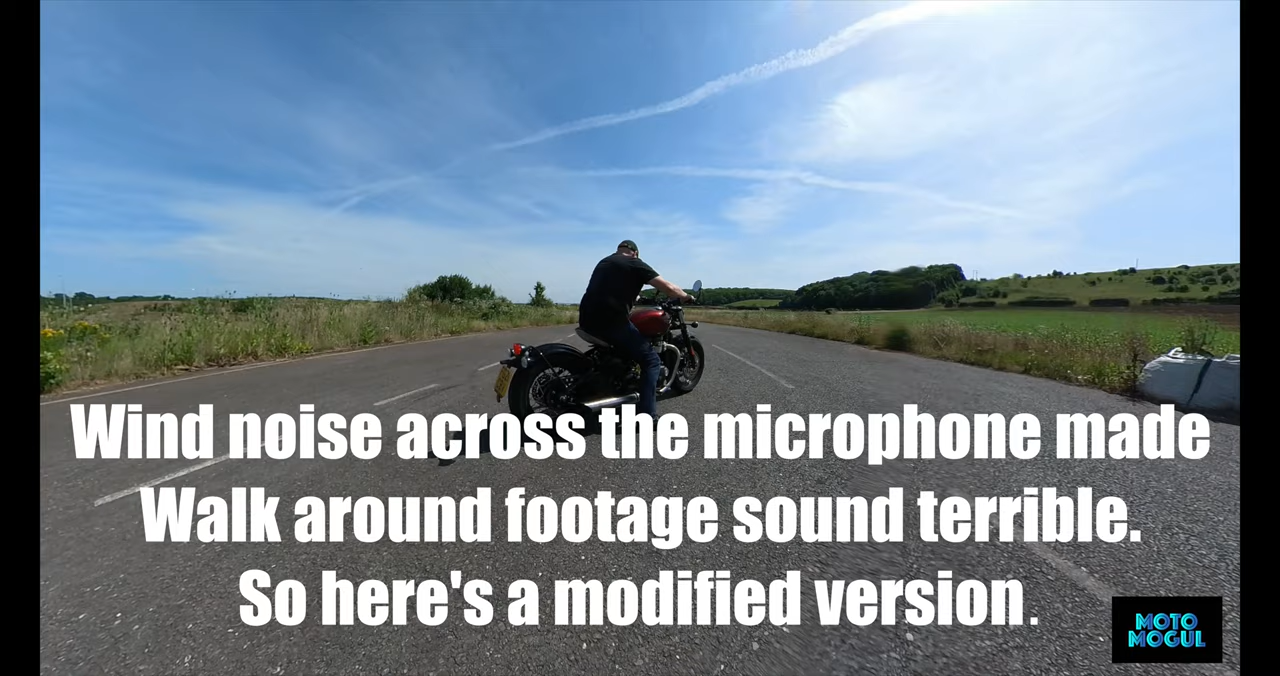 Wind noise across the microphone made
Walk around footage sound terrible.
So here's a modified version.
MOTO
MOGUL